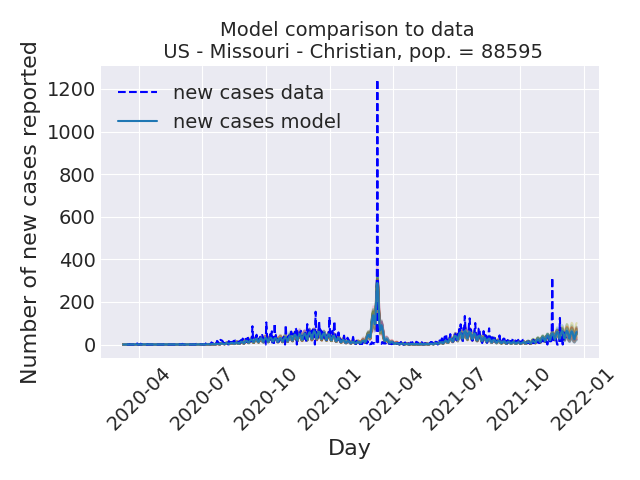 Model comparison to data
US - Missouri - Christian, pop. = 88595
new cases data
new cases model
Number of new cases reported
1200
1000
800
600
400
200
0
2020-04
2020-07
2020-10
2021-01
2021-04
2021-07
2021-10
2022-01
Day